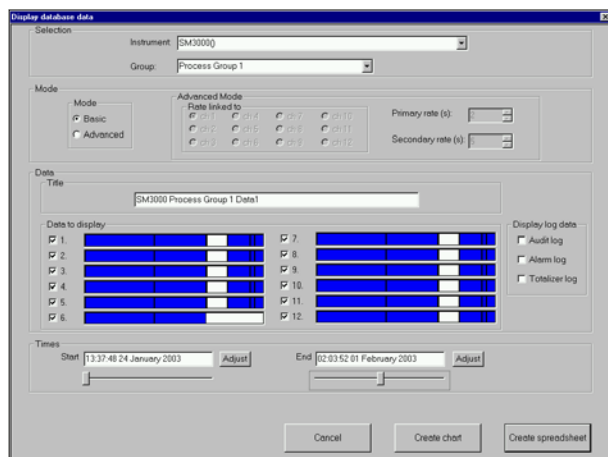 Display database data
Selection
Instrument: SM3000()
Group: Process Group 1
Mode
Mode
Basic
Advanced
Advanced Mode
Rate linked to
ch 1 ch 4 ch 7 ch 10
ch 2 ch 5 ch 8 ch 11
ch 3 ch 6 ch 9 ch 12
Primary rate (s): 2
Secondary rate (s):
Data
Title
SM3000 Process Group 1 Data1
Data to display
1. 7.
2. 8.
3. 9.
4. 10.
5. 11.
6. 12.
Display log data
Audit log
Alarm log
Totalizer log
Times
Start 13:37:48 24 January 2003 Adjust
End 02:03:52 01 February 2003 Adjust
Cancel Create chart Create spreadsheet